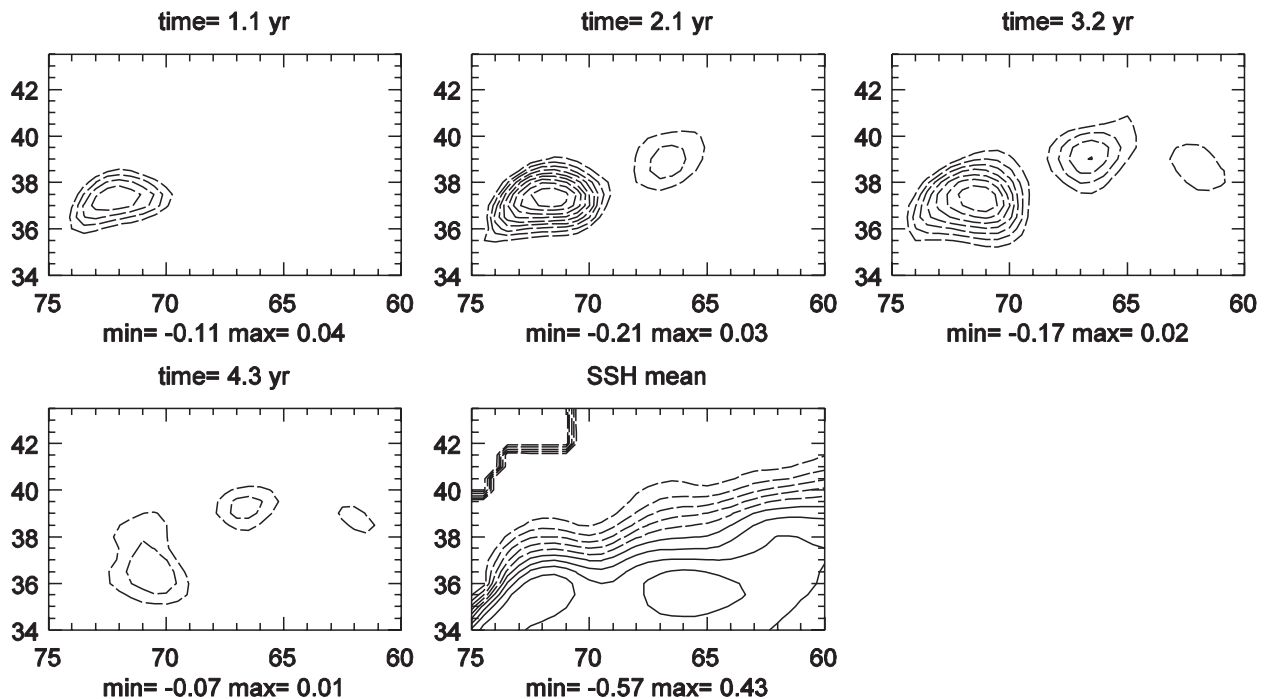 time= 1.1 yr
time= 2.1 yr
time= 3.2 yr
42
40
38
36
34
75 70 65 60
min= -0.11 max= 0.04
42
40
38
36
34
75 70 65 60
min= -0.21 max= 0.03
42
40
38
36
34
75 70 65 60
min= -0.17 max= 0.02
time= 4.3 yr
SSH mean
42
40
38
36
34
75 70 65 60
min= -0.07 max= 0.01
42
40
38
36
34
75 70 65 60
min= -0.57 max= 0.43